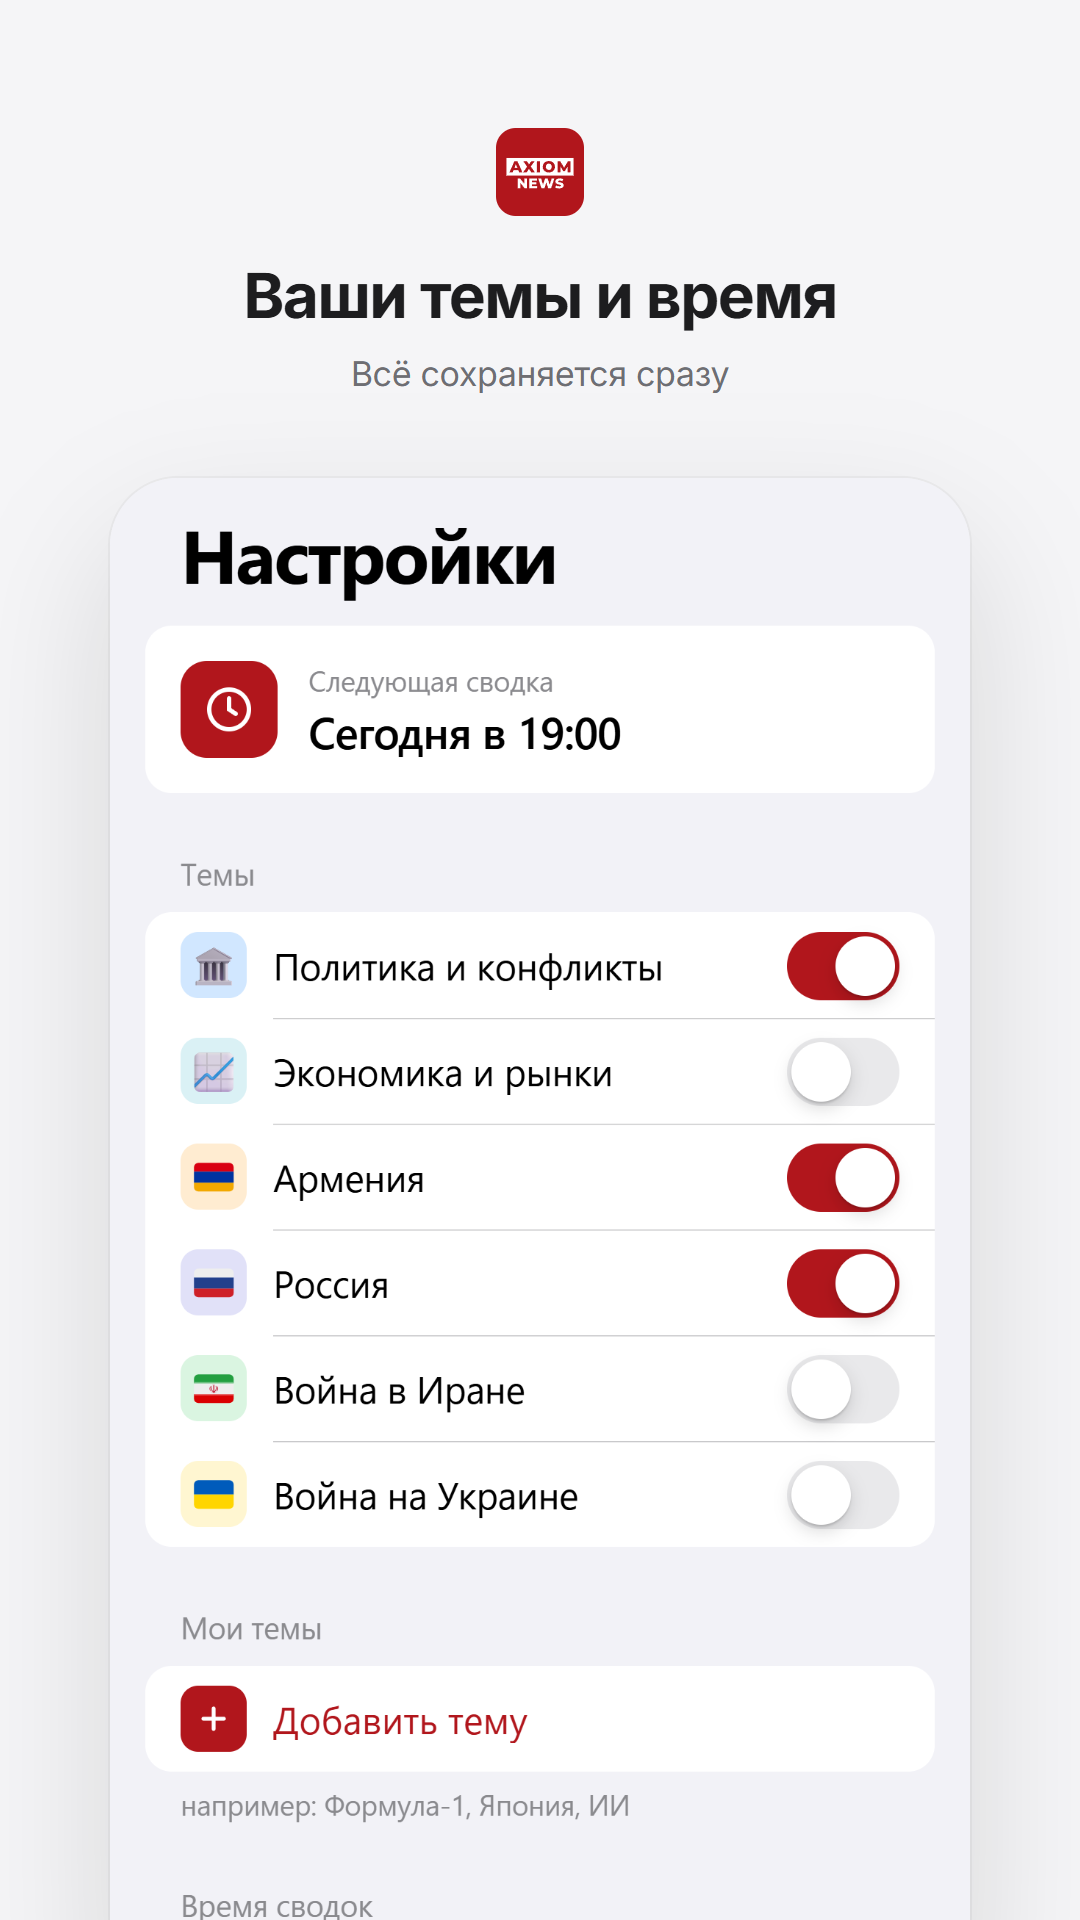 AXIOM
NEWS
Ваши темы и время
Всё сохраняется сразу
Настройки
Следующая сводка
Сегодня в 19:00
Темы
Политика и конфликты
Экономика и рынки
Армения
Россия
Война в Иране
Война на Украине
Мои темы
Добавить тему
например: Формула-1, Япония, ИИ
Время сводок